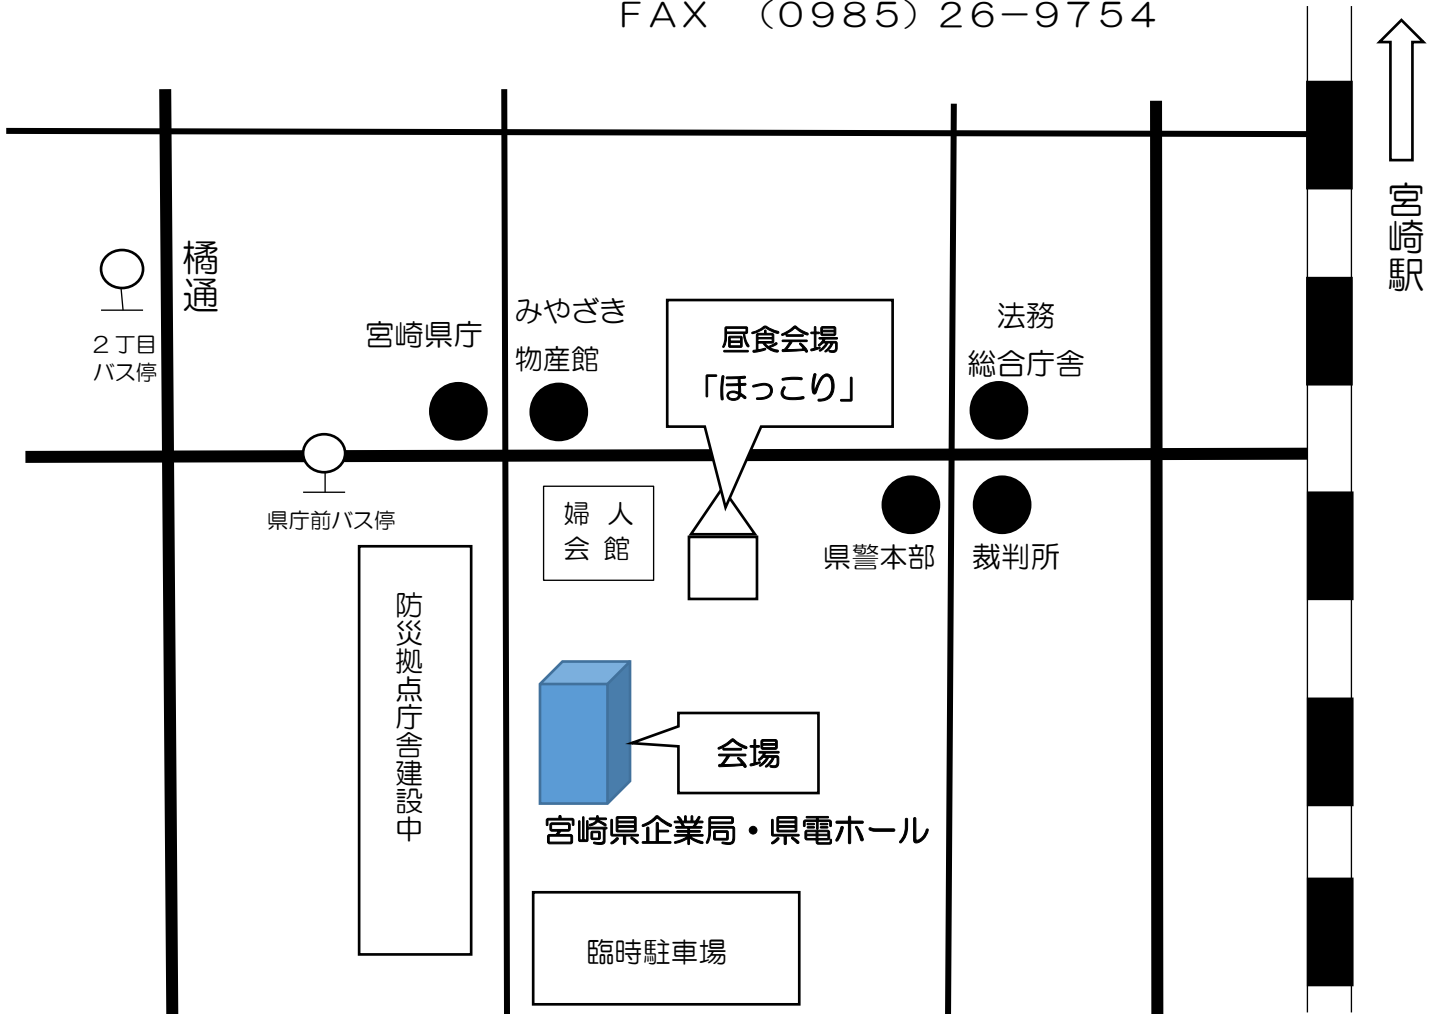 FAX　（0985）26－9754
宮崎駅
橘通
２丁目
バス停
宮崎県庁
みやざき
物産館
昼食会場
「ほっこり」
法務
総合庁舎
県庁前バス停
婦　人
会　館
県警本部
裁判所
防災拠点庁舎建設中
会場
宮崎県企業局・県電ホール
臨時駐車場